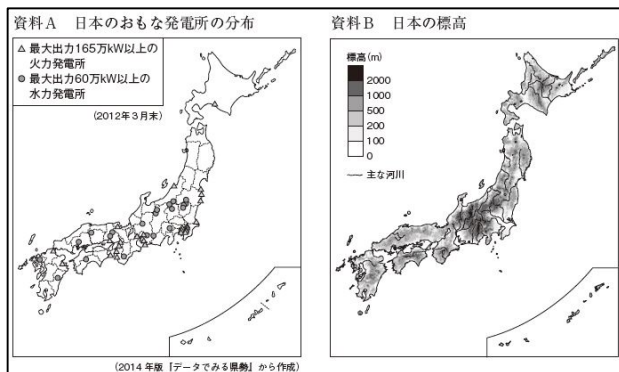 資料A 日本のおもな発電所の分布
△ 最大出力165万kW以上の
火力発電所
● 最大出力60万kW以上の
水力発電所
(2012年3月末)
(2014年版『データでみる県勢』から作成)
資料B 日本の標高
標高(m)
2000
1000
500
200
100
0
主な河川